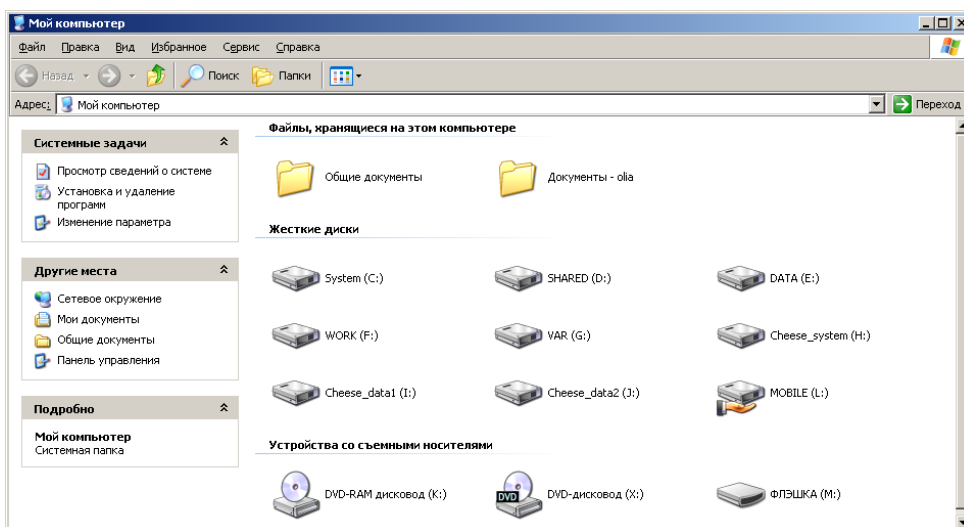 Мой компьютер
Файл Правка Вид Избранное Сервис Справка
Назад Поиск Папки
Адрес: Мой компьютер Переход
Системные задачи
Просмотр сведений о системе
Установка и удаление
программ
Изменение параметра
Другие места
Сетевое окружение
Мои документы
Общие документы
Панель управления
Подробно
Мой компьютер
Системная папка
Файлы, хранящиеся на этом компьютере
Общие документы Документы - olia
Жесткие диски
System (C:) SHARED (D:) DATA (E:)
WORK (F:) VAR (G:) Cheese_system (H:)
Cheese_data1 (I:) Cheese_data2 (J:) MOBILE (L:)
Устройства со съемными носителями
DVD-RAM дисковод (K:) DVD DVD-дисковод (X:) ФЛЭШКА (M:)